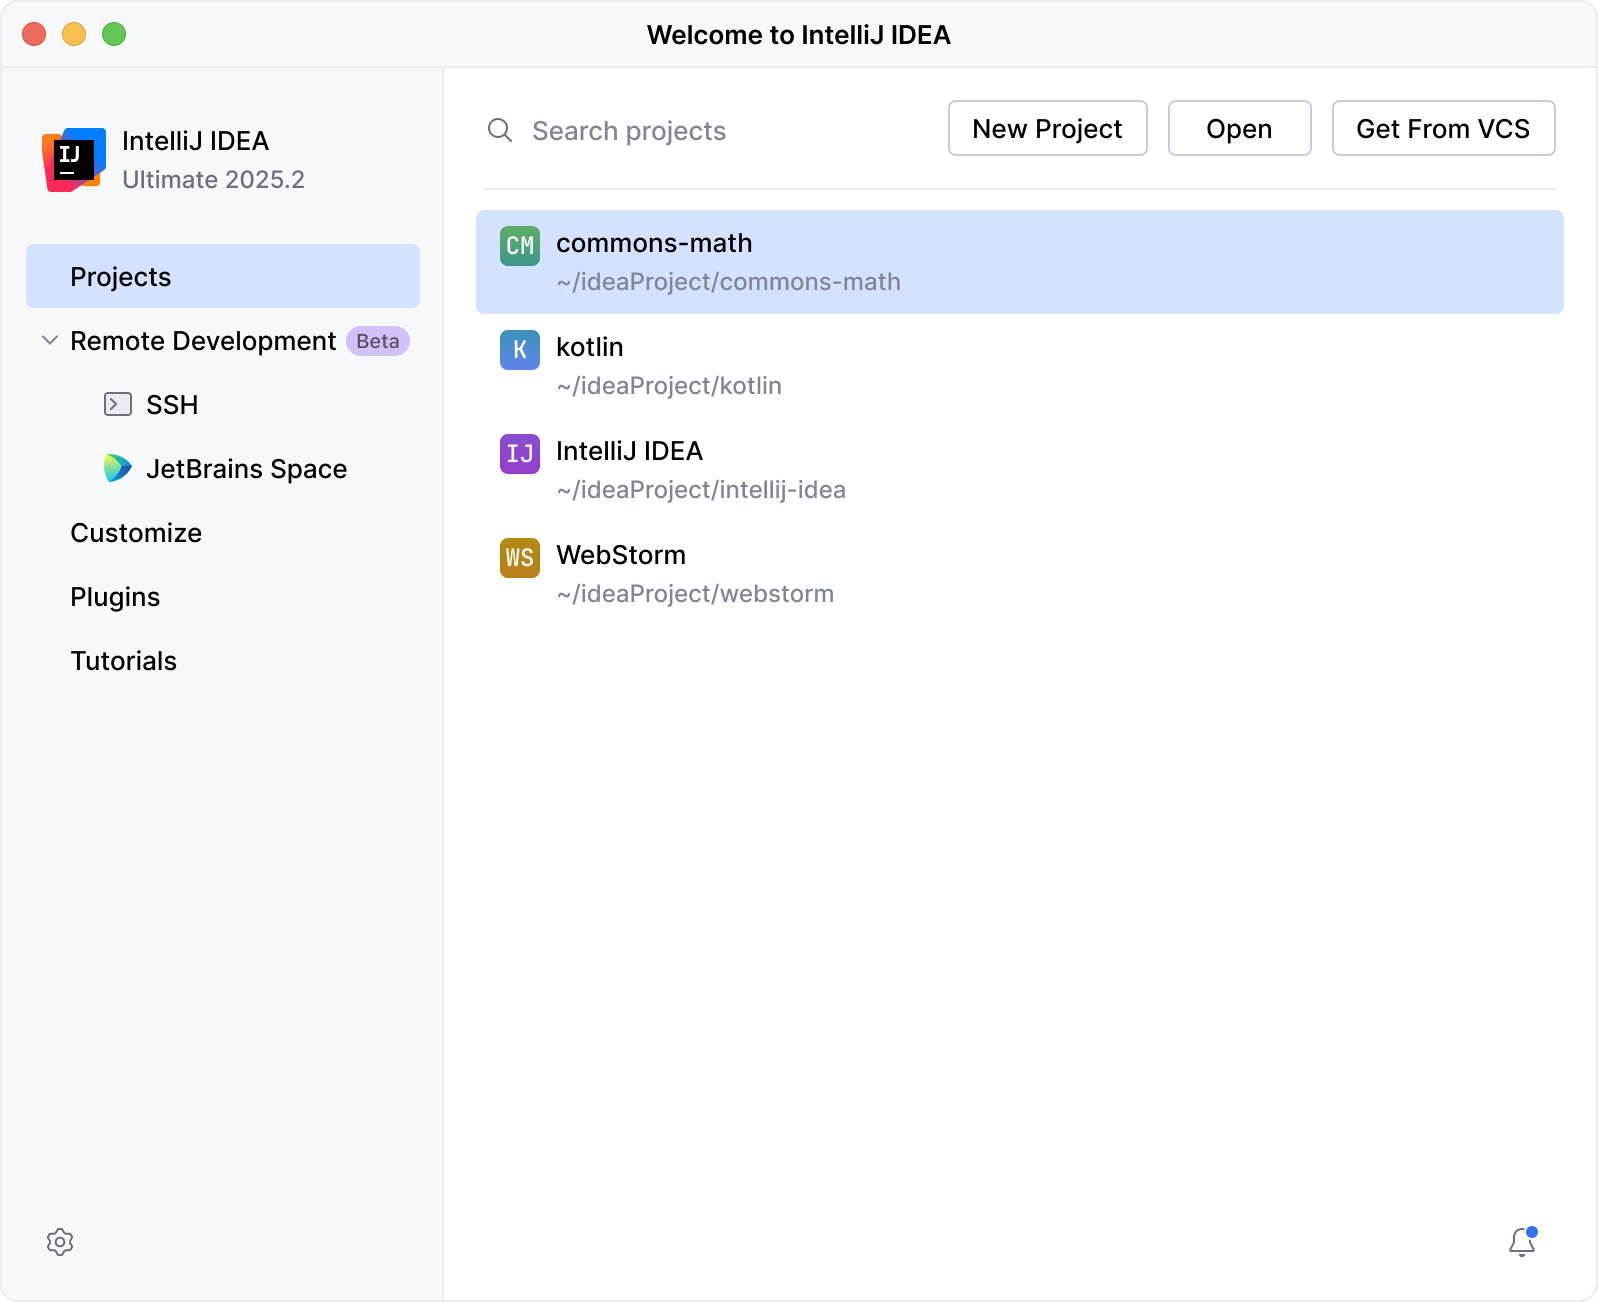 Welcome to IntelliJ IDEA
IJ
IntelliJ IDEA
Ultimate 2025.2
Projects
Remote Development Beta
SSH
JetBrains Space
Customize
Plugins
Tutorials
Search projects
New Project
Open
Get From VCS
CM commons-math
~/ideaProject/commons-math
K kotlin
~/ideaProject/kotlin
IJ IntelliJ IDEA
~/ideaProject/intellij-idea
WS WebStorm
~/ideaProject/webstorm